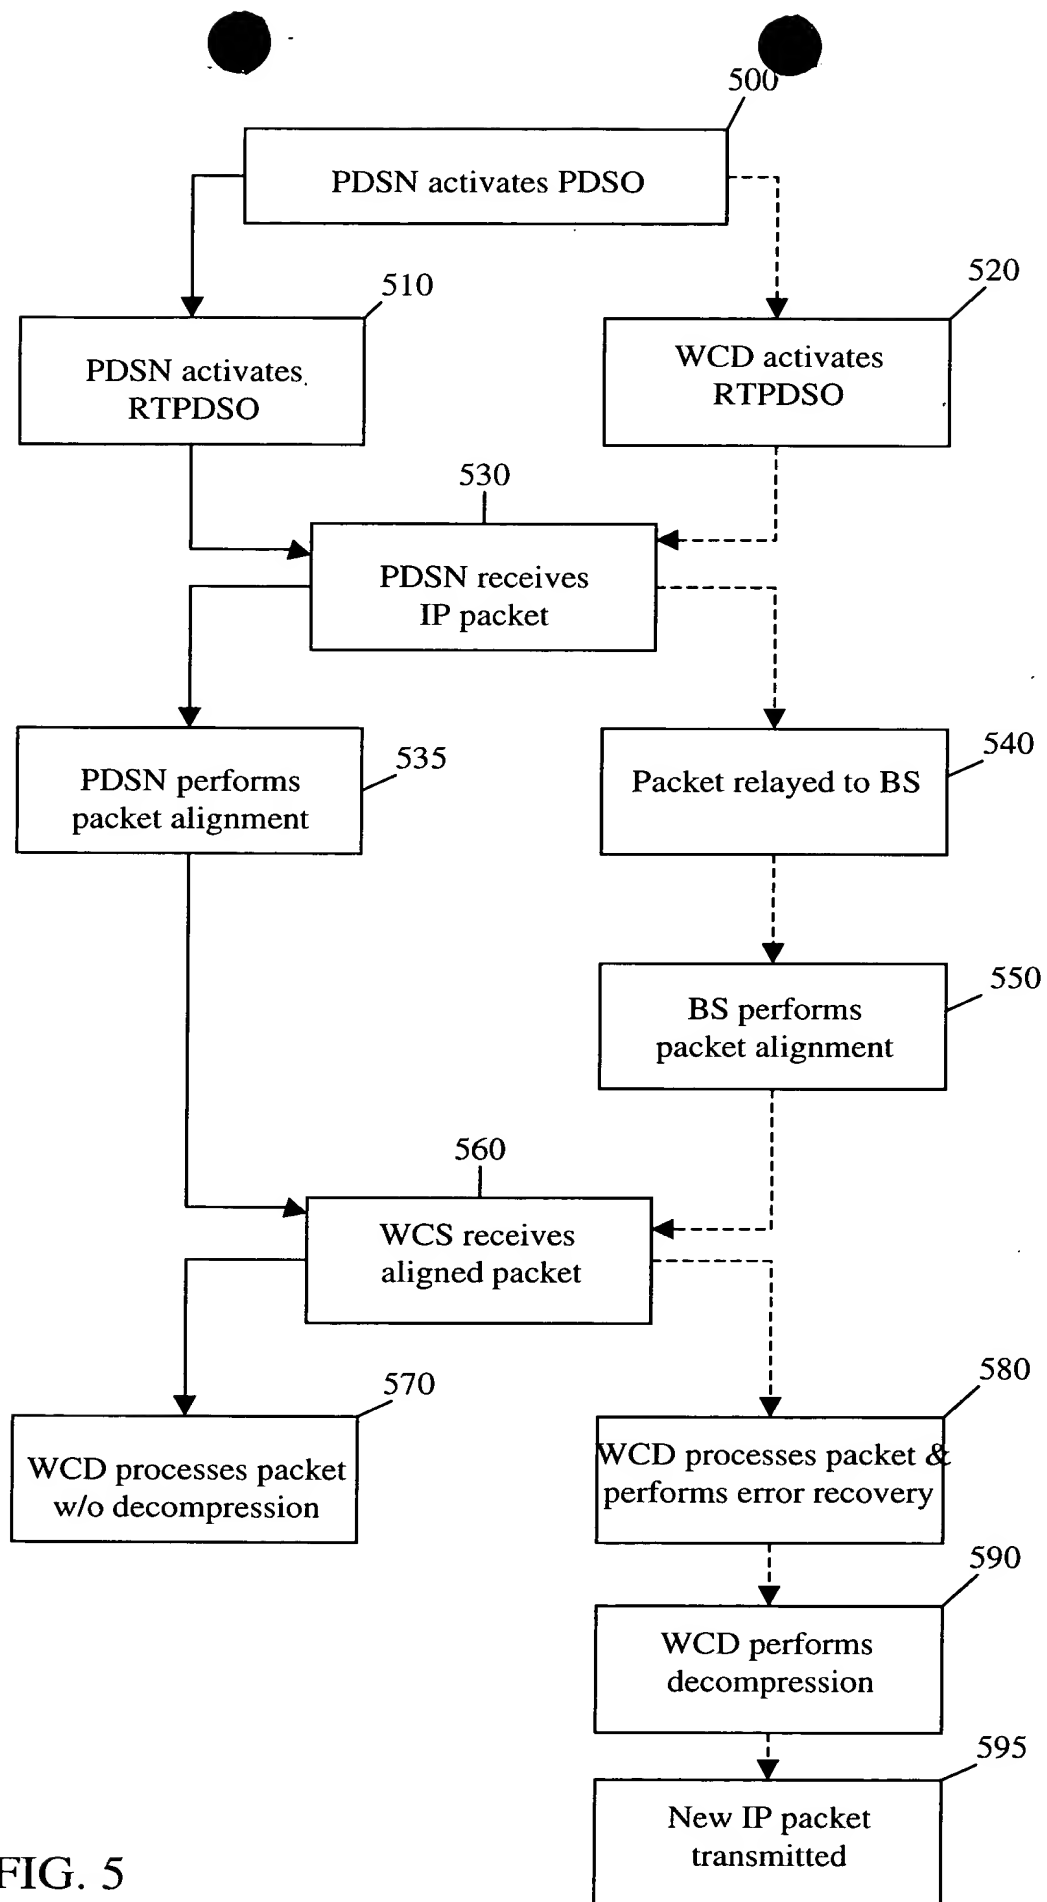 500
PDSN activates PDSO
510
520
PDSN activates
RTPDSO
WCD activates
RTPDSO
530
PDSN receives
IP packet
535
PDSN performs
packet alignment
540
Packet relayed to BS
550
BS performs
packet alignment
560
WCS receives
aligned packet
570
WCD processes packet
w/o decompression
580
WCD processes packet &
performs error recovery
590
WCD performs
decompression
595
New IP packet
transmitted
FIG. 5